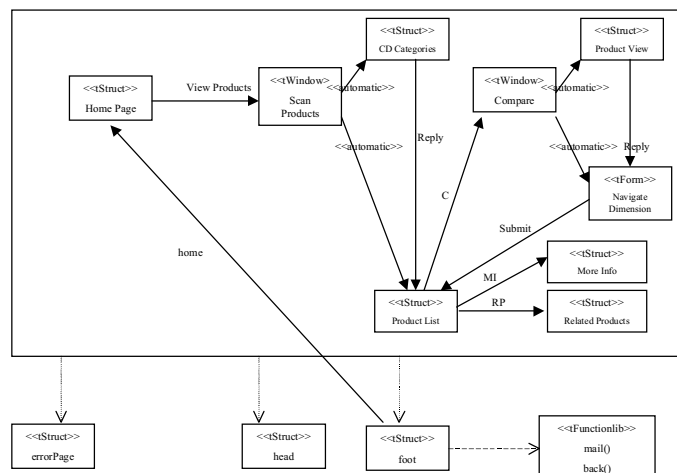 <<tStruct>>
CD Categories
<<tStruct>>
Product View
<<tStruct>>
Home Page
View Products
<<tWindow>
Scan
Products
<<automatic>>
<<tWindow>
Compare
<<automatic>>
<<automatic>>
Reply
<<automatic>>
Reply
<<tForm>>
Navigate
Dimension
C
Submit
home
MI
<<tStruct>>
More Info
<<tStruct>>
Product List
RP
<<tStruct>>
Related Products
<<tStruct>>
errorPage
<<tStruct>>
head
<<tStruct>>
foot
<<tFunctionlib>>
mail()
back()